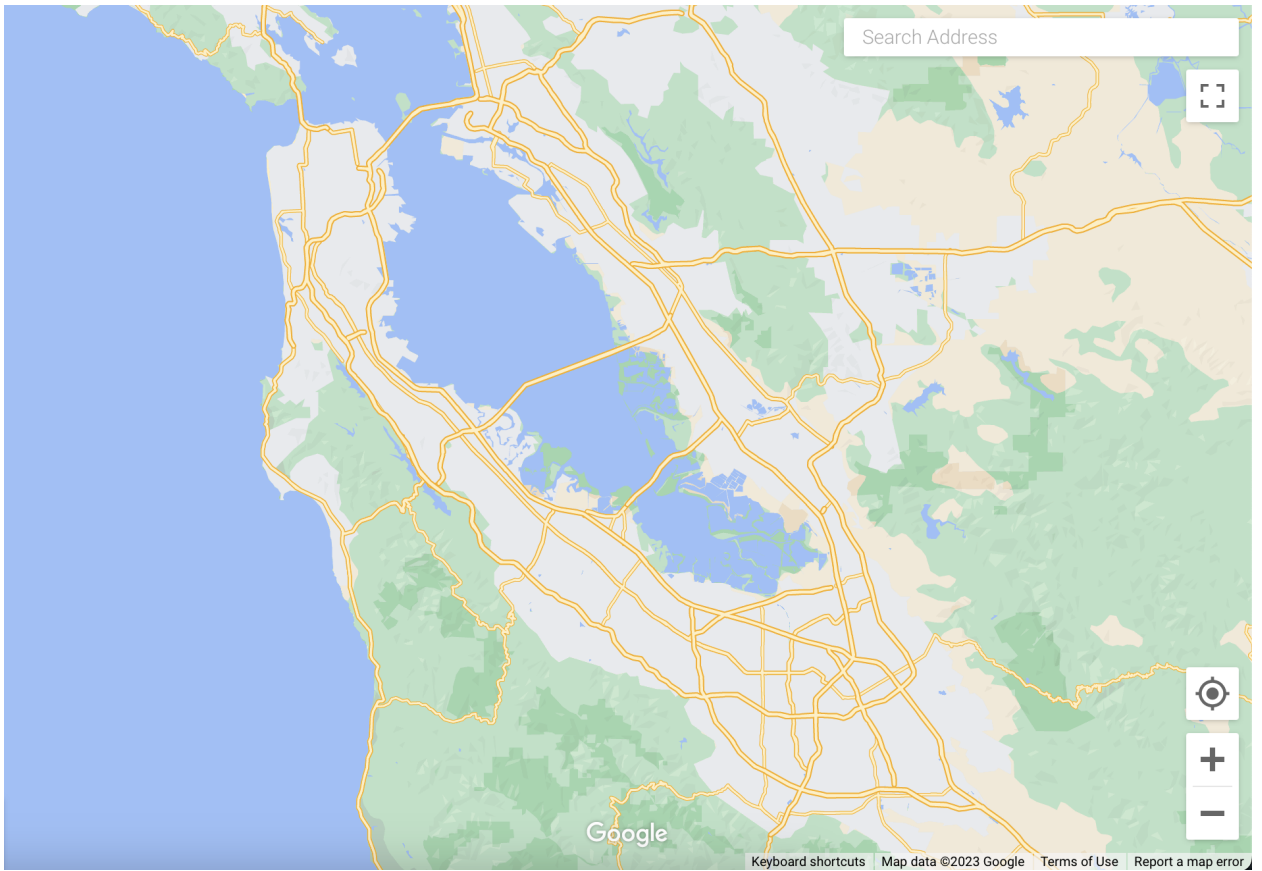 Search Address
Google
Keyboard shortcuts
Map data ©2023 Google
Terms of Use
Report a map error